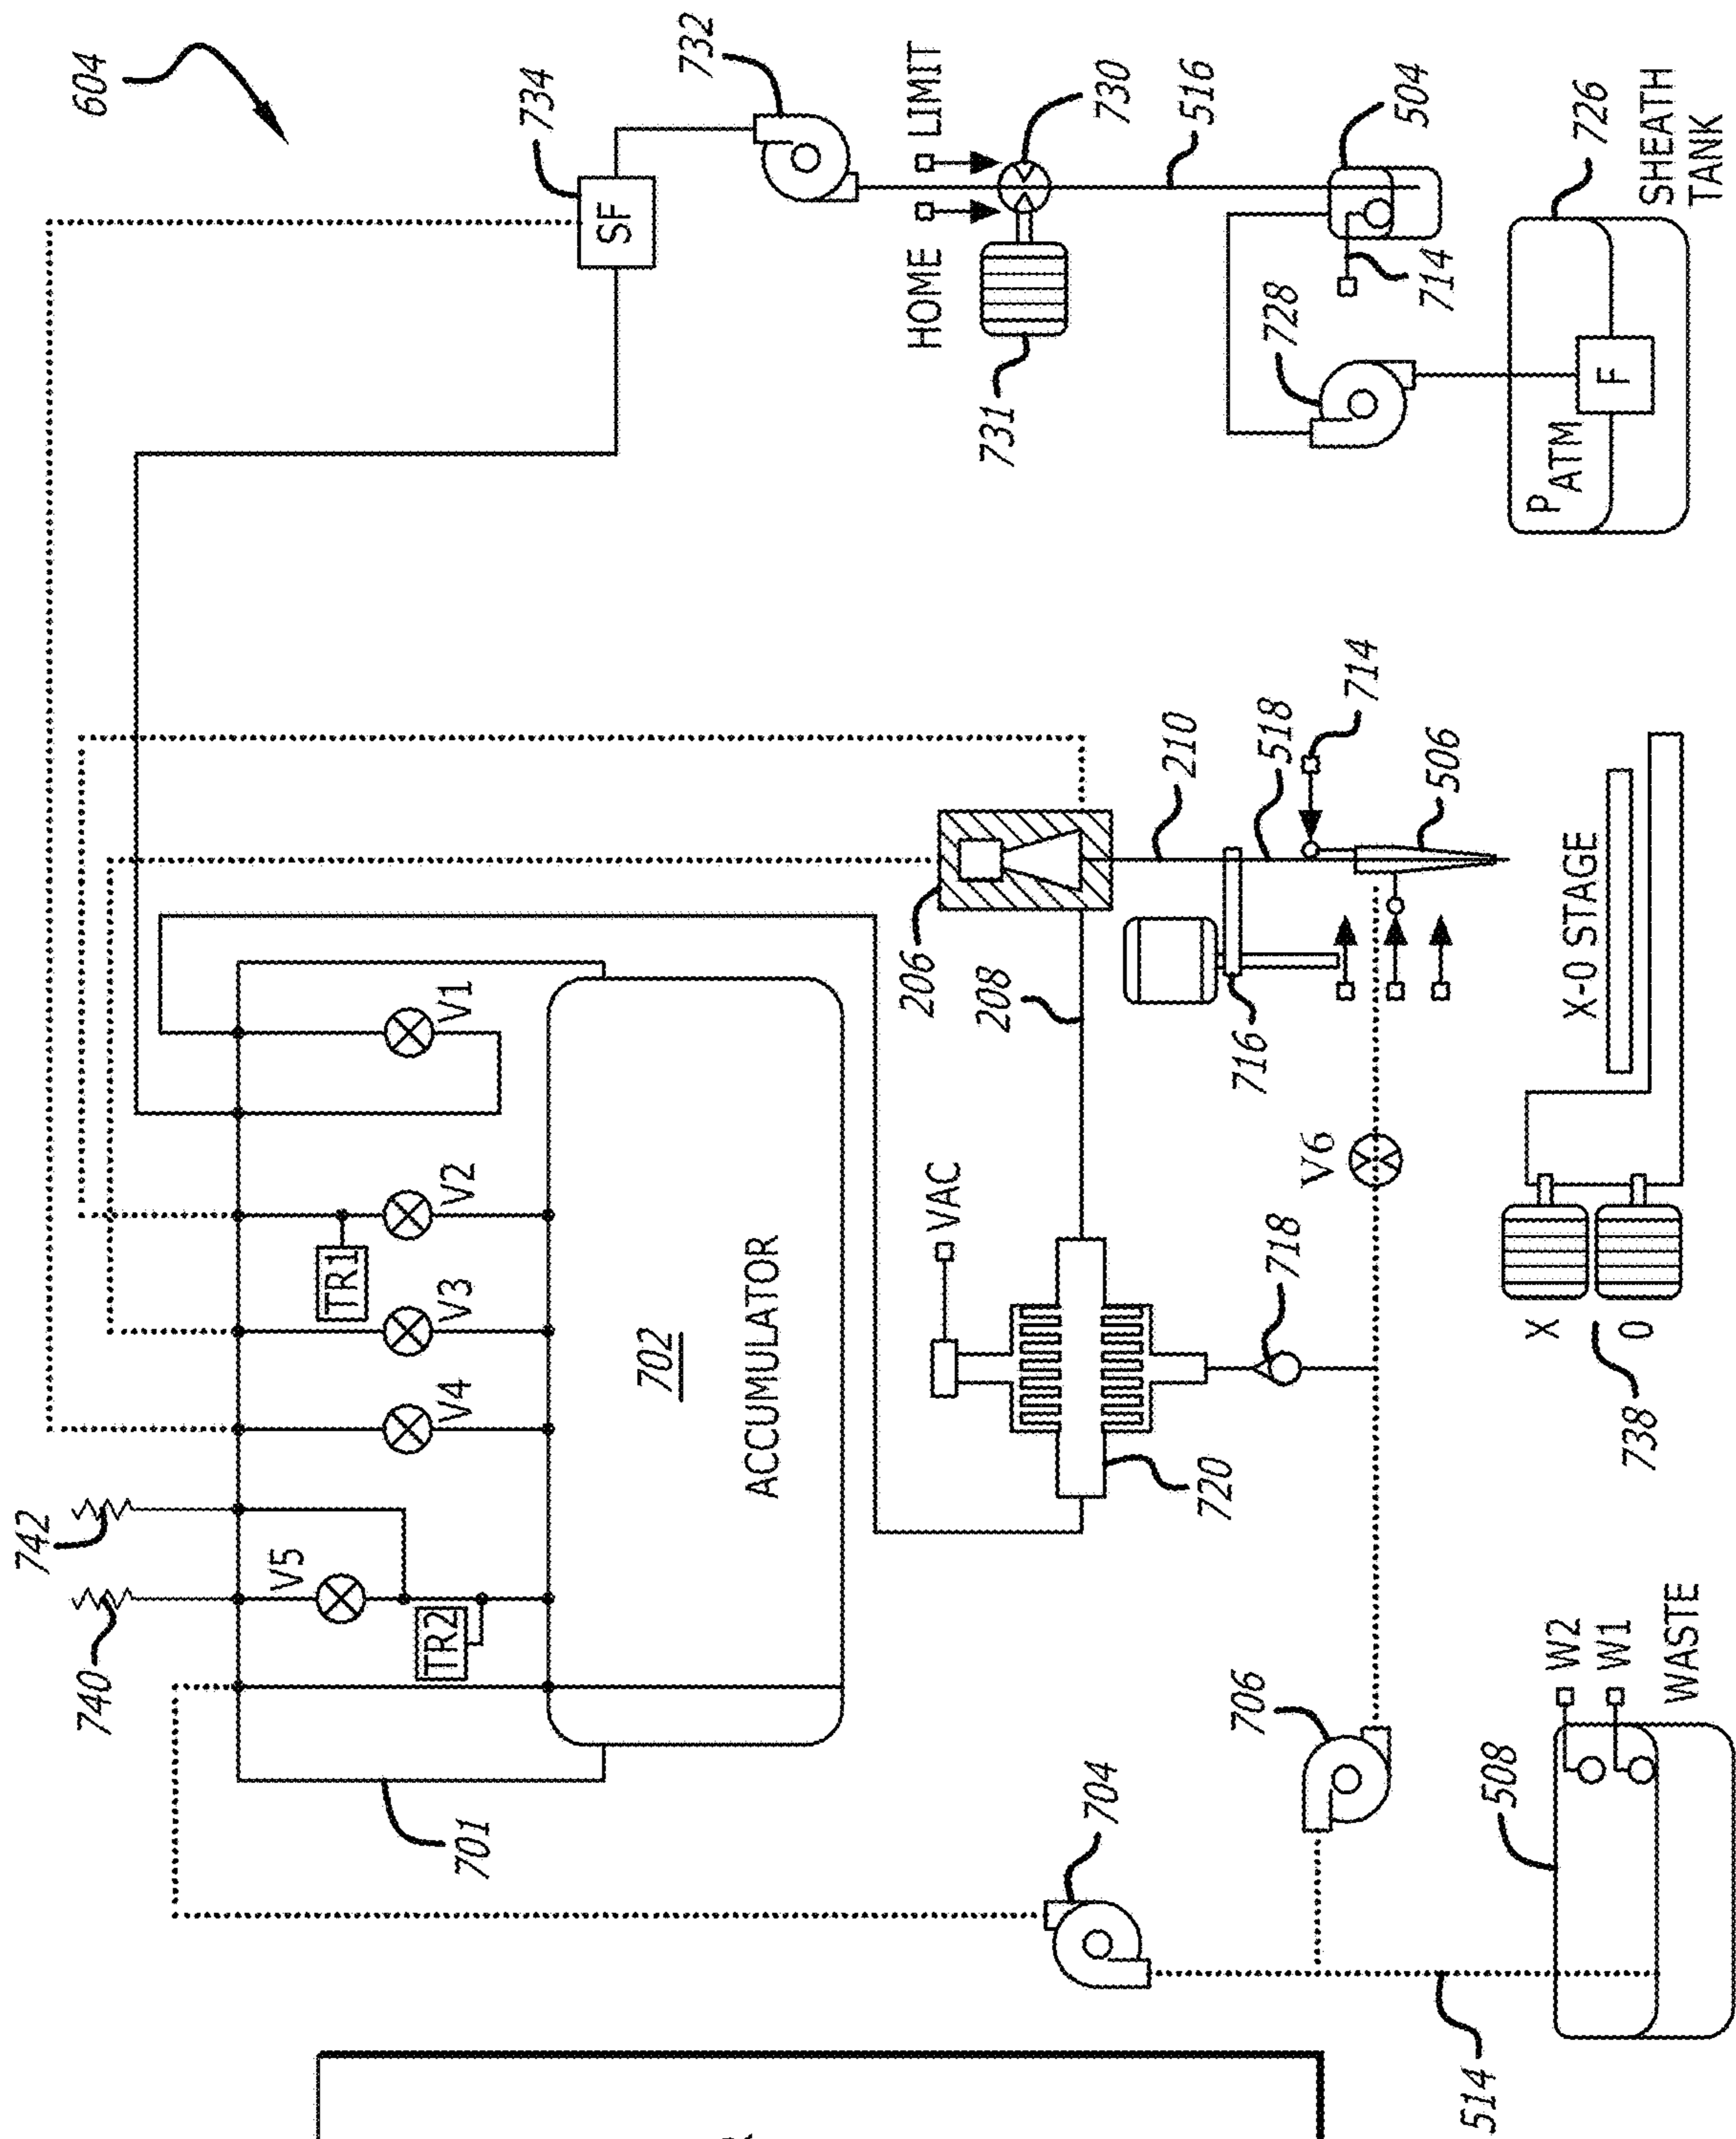 604
734
732
SF
HOME
LIMIT
730
731
516
504
714
728
726
SHEATH
TANK
F
PATM
742
740
V5
V4
V3
V2
V1
TR1
TR2
702
ACCUMULATOR
701
206
208
210
518
714
506
716
VAC
720
718
V6
X-0 STAGE
X
0
738
704
706
508
W2
W1
WASTE
514